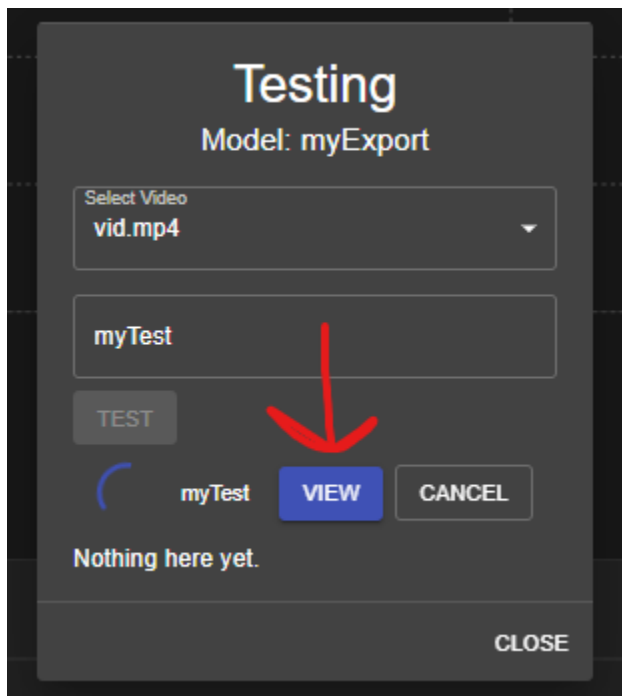 Testing
Model: myExport
Select Video
vid.mp4
myTest
TEST
myTest VIEW CANCEL
Nothing here yet.
CLOSE